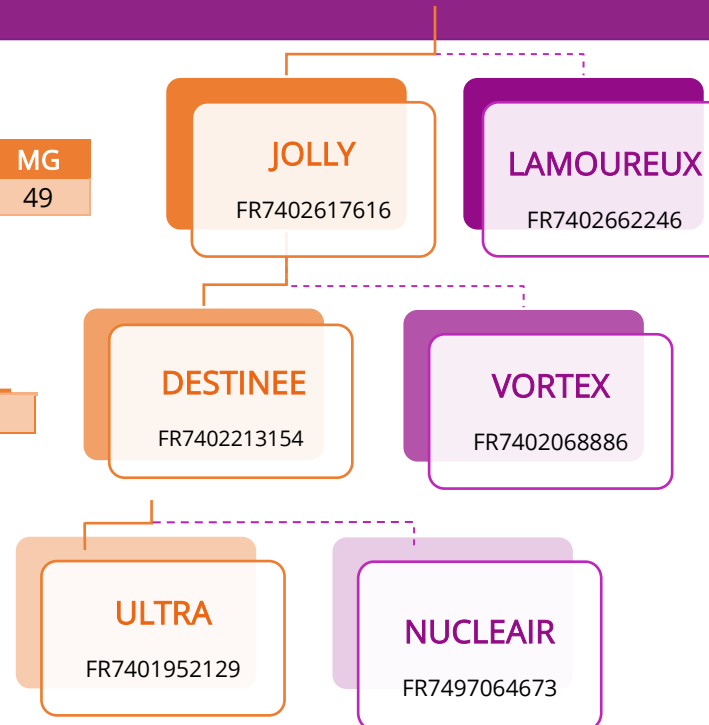 JOLLY
LAMOUREUX
MG
49
FR7402617616
FR7402662246
DESTINEE
VORTEX
FR7402213154
FR7402068886
ULTRA
NUCLEAIR
FR7401952129
FR7497064673